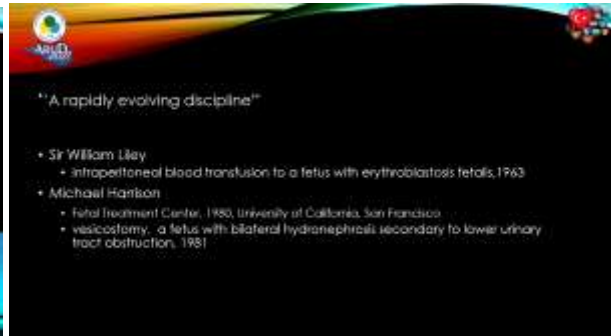 "A rapidly evolving discipline"
• Sir William Liley
• Intraperitoneal blood transfusion to a fetus with erythroblastosis fetalis,1963
• Michael Harrison
• Fetal Treatment Center, 1980, University of California, San Francisco
• vesicostomy, a fetus with bilateral hydronephrosis secondary to lower urinary
tract obstruction, 1981